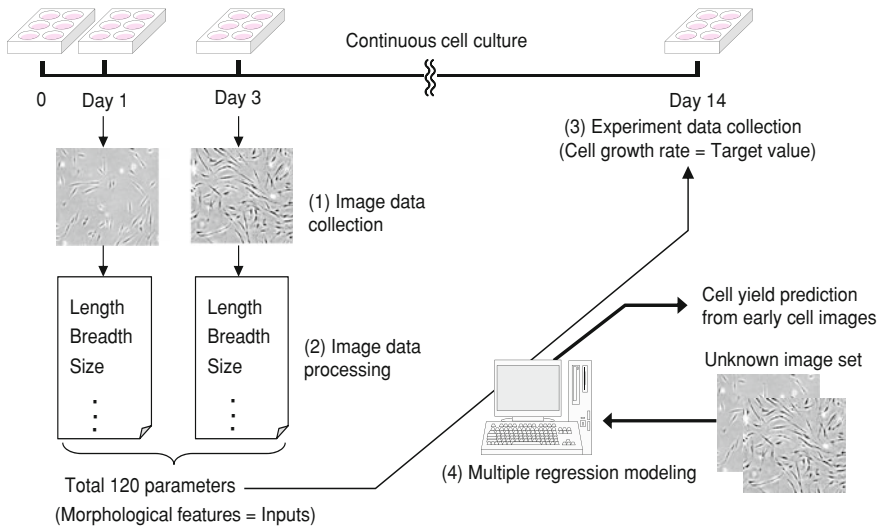 Continuous cell culture
0
Day 1
Day 3
Day 14
(3) Experiment data collection
(Cell growth rate = Target value)
(1) Image data
collection
Length
Breadth
Size
Length
Breadth
Size
(2) Image data
processing
Cell yield prediction
from early cell images
Unknown image set
(4) Multiple regression modeling
Total 120 parameters
(Morphological features = Inputs)